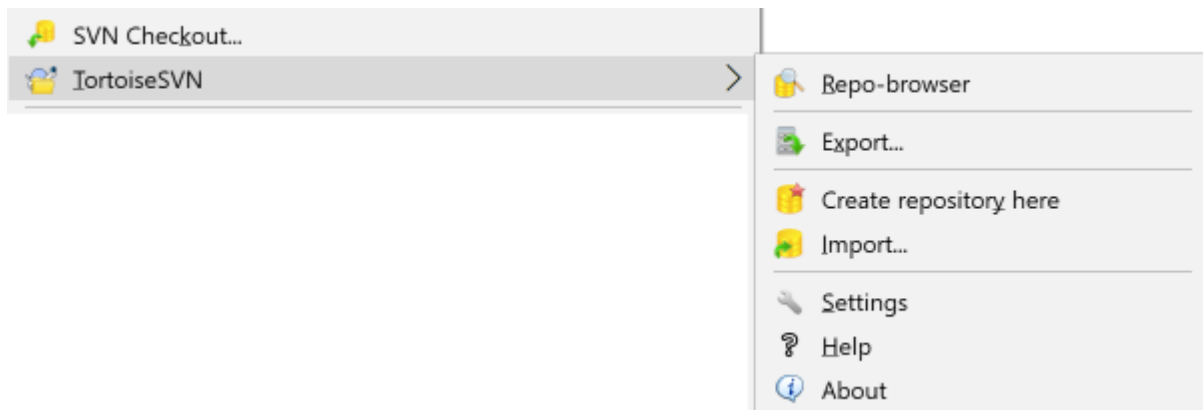 SVN Checkout...
TortoiseSVN
Repo-browser
Export...
Create repository here
Import...
Settings
Help
About